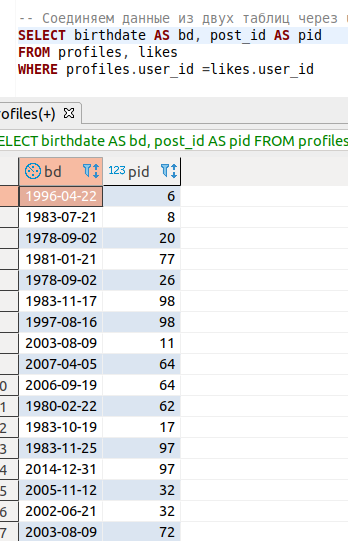 -- Соединяем данные из двух таблиц через
SELECT birthdate AS bd, post_id AS pid
FROM profiles, likes
WHERE profiles.user_id =likes.user_id
ofiles(+)
ELECT birthdate AS bd, post_id AS pid FROM profiles
bd 123 pid
1996-04-22 6
1983-07-21 8
1978-09-02 20
1981-01-21 77
1978-09-02 26
1983-11-17 98
1997-08-16 98
2003-08-09 11
2007-04-05 64
0 2006-09-19 64
1 1980-02-22 62
2 1983-10-19 17
3 1983-11-25 97
4 2014-12-31 97
5 2005-11-12 32
6 2002-06-21 32
7 2003-08-09 72